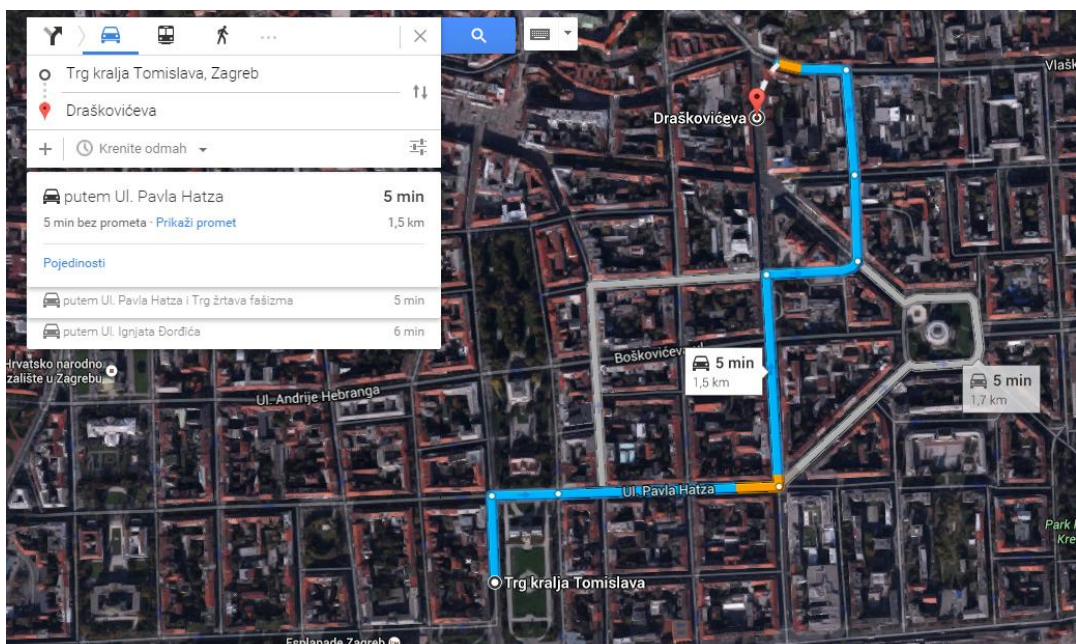 Trg kralja Tomislava, Zagreb
Draškovićeva
Krenite odmah
putem Ul. Pavla Hatza 5 min
5 min bez prometa · Prikaži promet 1,5 km
Pojedinosti
putem Ul. Pavla Hatza i Trg žrtava fašizma 5 min
putem Ul. Ignjata Đorđića 6 min
Vlašk
Draškovićeva
Boškovićeva ul
5 min
1,5 km
5 min
1,7 km
Hrvatsko narodno
zalište u Zagrebu
Ul. Andrije Hebranga
Ul. Pavla Hatza
Park k
Kre
Trg kralja Tomislava
Esplanade Zagreb